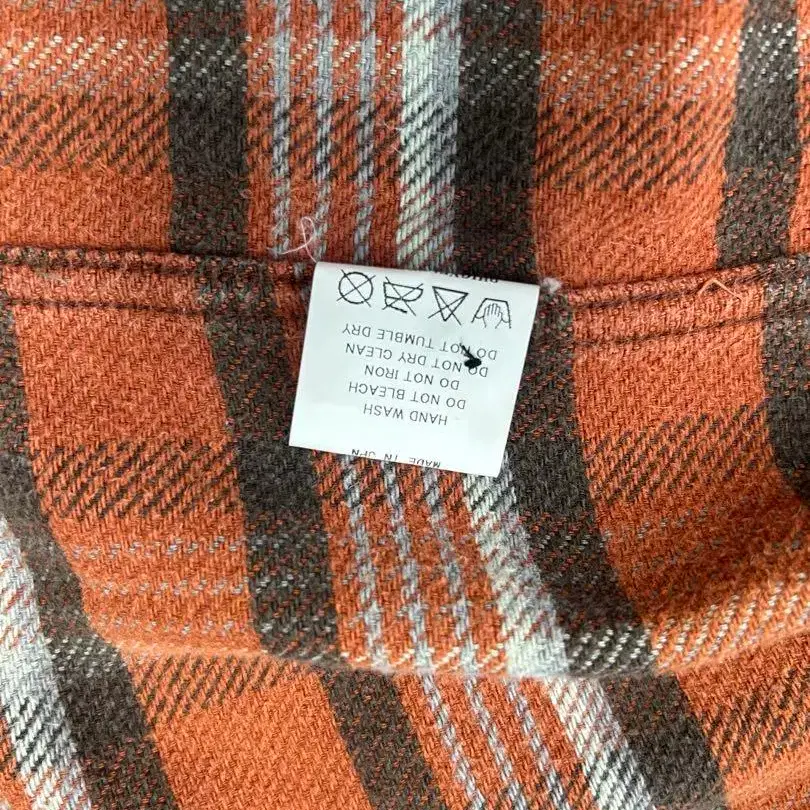 MADE IN JPN
HAND WASH
DO NOT BLEACH
DO NOT IRON
DO NOT DRY CLEAN
DO NOT TUMBLE DRY